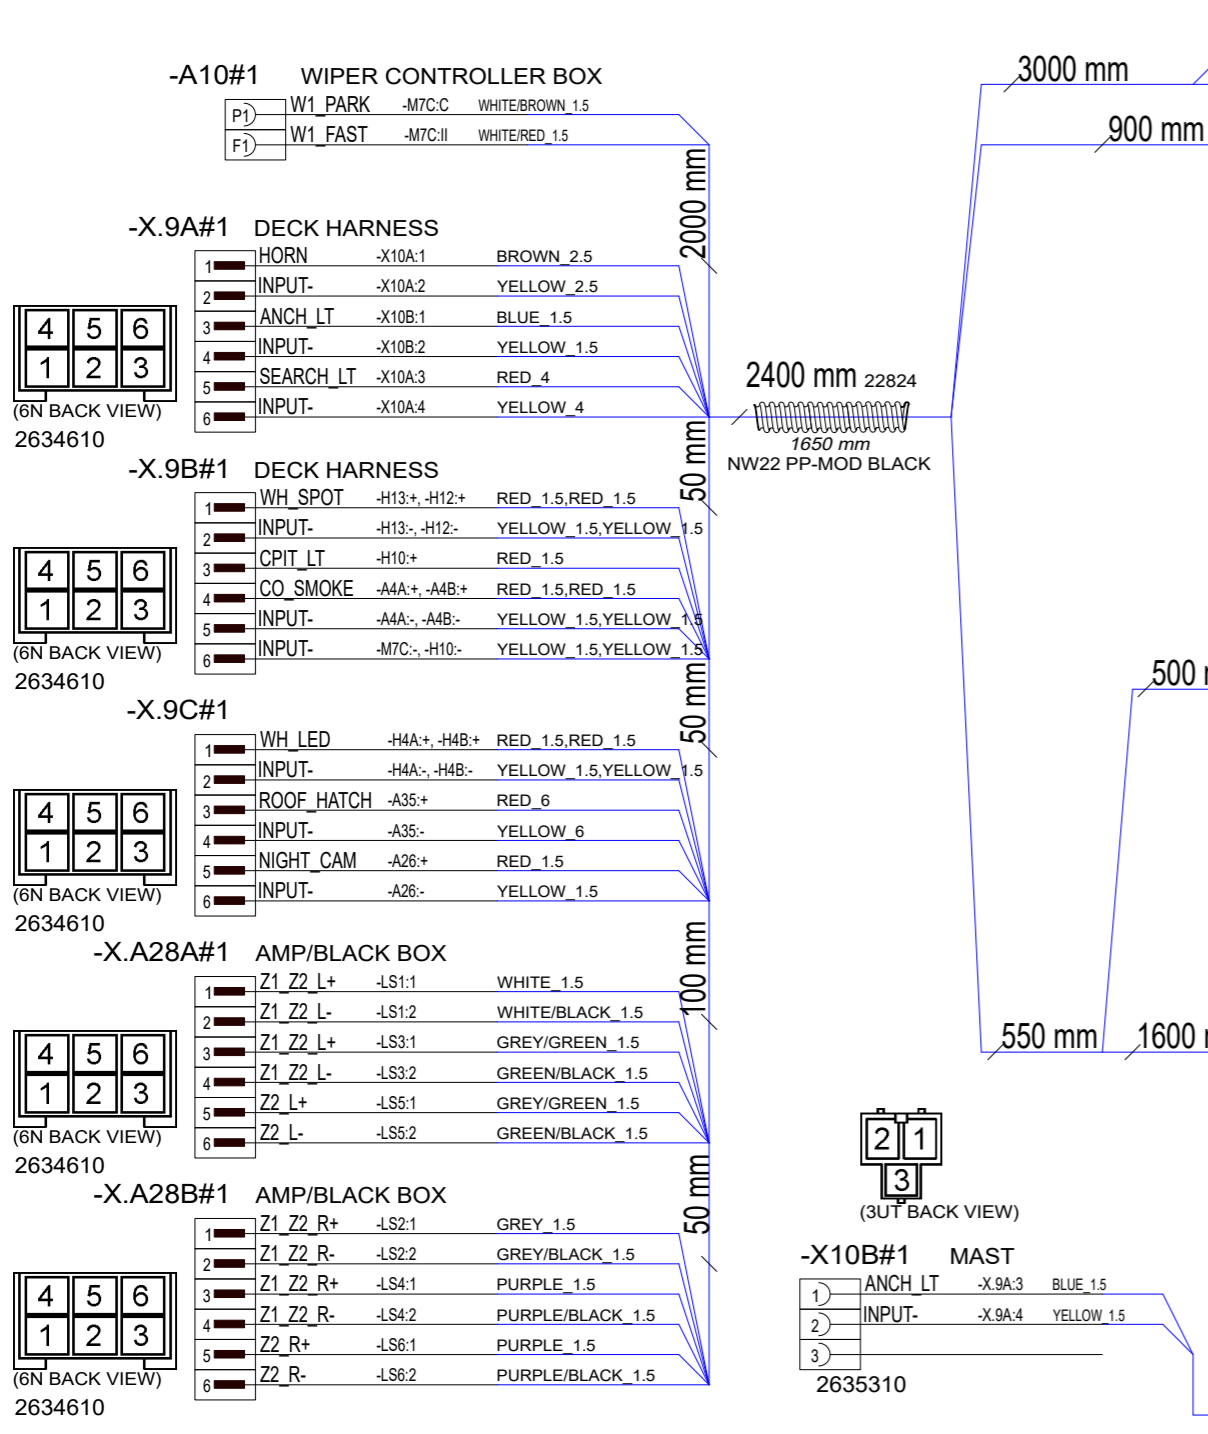 -A10#1 WIPER CONTROLLER BOX
P1 W1_PARK -M7C:C WHITE/BROWN_1.5
F1 W1_FAST -M7C:II WHITE/RED_1.5
2000 mm
-X.9A#1 DECK HARNESS
1 HORN -X10A:1 BROWN_2.5
2 INPUT- -X10A:2 YELLOW_2.5
3 ANCH_LT -X10B:1 BLUE_1.5
4 INPUT- -X10B:2 YELLOW_1.5
5 SEARCH_LT -X10A:3 RED_4
6 INPUT- -X10A:4 YELLOW_4
4 5 6
1 2 3
(6N BACK VIEW)
2634610
50 mm
-X.9B#1 DECK HARNESS
1 WH_SPOT -H13:+, -H12:+ RED_1.5,RED_1.5
2 INPUT- -H13:-, -H12:- YELLOW_1.5,YELLOW_1.5
3 CPIT_LT -H10:+ RED_1.5
4 CO_SMOKE -A4A:+, -A4B:+ RED_1.5,RED_1.5
5 INPUT- -A4A:-, -A4B:- YELLOW_1.5,YELLOW_1.5
6 INPUT- -M7C:-, -H10:- YELLOW_1.5,YELLOW_1.5
4 5 6
1 2 3
(6N BACK VIEW)
2634610
50 mm
-X.9C#1
1 WH_LED -H4A:+, -H4B:+ RED_1.5,RED_1.5
2 INPUT- -H4A:-, -H4B:- YELLOW_1.5,YELLOW_1.5
3 ROOF_HATCH -A35:+ RED_6
4 INPUT- -A35:- YELLOW_6
5 NIGHT_CAM -A26:+ RED_1.5
6 INPUT- -A26:- YELLOW_1.5
4 5 6
1 2 3
(6N BACK VIEW)
2634610
100 mm
-X.A28A#1 AMP/BLACK BOX
1 Z1_Z2_L+ -LS1:1 WHITE_1.5
2 Z1_Z2_L- -LS1:2 WHITE/BLACK_1.5
3 Z1_Z2_L+ -LS3:1 GREY/GREEN_1.5
4 Z1_Z2_L- -LS3:2 GREEN/BLACK_1.5
5 Z2_L+ -LS5:1 GREY/GREEN_1.5
6 Z2_L- -LS5:2 GREEN/BLACK_1.5
4 5 6
1 2 3
(6N BACK VIEW)
2634610
50 mm
-X.A28B#1 AMP/BLACK BOX
1 Z1_Z2_R+ -LS2:1 GREY_1.5
2 Z1_Z2_R- -LS2:2 GREY/BLACK_1.5
3 Z1_Z2_R+ -LS4:1 PURPLE_1.5
4 Z1_Z2_R- -LS4:2 PURPLE/BLACK_1.5
5 Z2_R+ -LS6:1 PURPLE_1.5
6 Z2_R- -LS6:2 PURPLE/BLACK_1.5
4 5 6
1 2 3
(6N BACK VIEW)
2634610
2400 mm 22824
1650 mm
NW22 PP-MOD BLACK
3000 mm
900 mm
500
550 mm
1600
2 1
3
(3UT BACK VIEW)
-X10B#1 MAST
1 ANCH_LT -X.9A:3 BLUE_1.5
2 INPUT- -X.9A:4 YELLOW_1.5
3
2635310